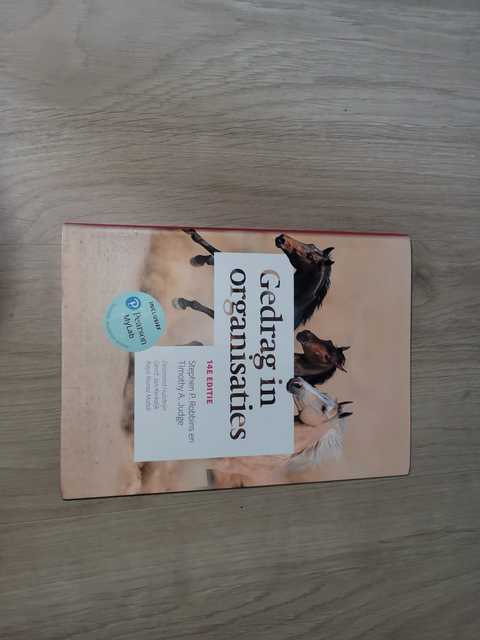 Gedrag in
organisaties
14E EDITIE
Stephen P. Robbins en
Timothy A. Judge
INCLUSIEF
Pearson
MyLab